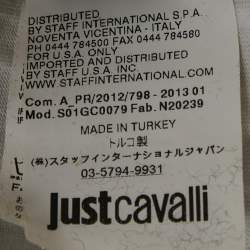 DISTRIBUTED
BY STAFF INTERNATIONAL S.P.A.
NOVENTA VICENTINA - ITALY
PH 0444 784500 FAX 0444 784580
FOR U.S.A. ONLY
IMPORTED AND DISTRIBUTED
BY STAFF U.S.A. INC
WWW.STAFFINTERNATIONAL.COM
Com. A_PR/2012/798 - 2013 01
Mod. S01GC0079 Fab. N20239
MADE IN TURKEY
トルコ製
(株)スタッフインターナショナルジャパン
03-5794-9931
justcavalli